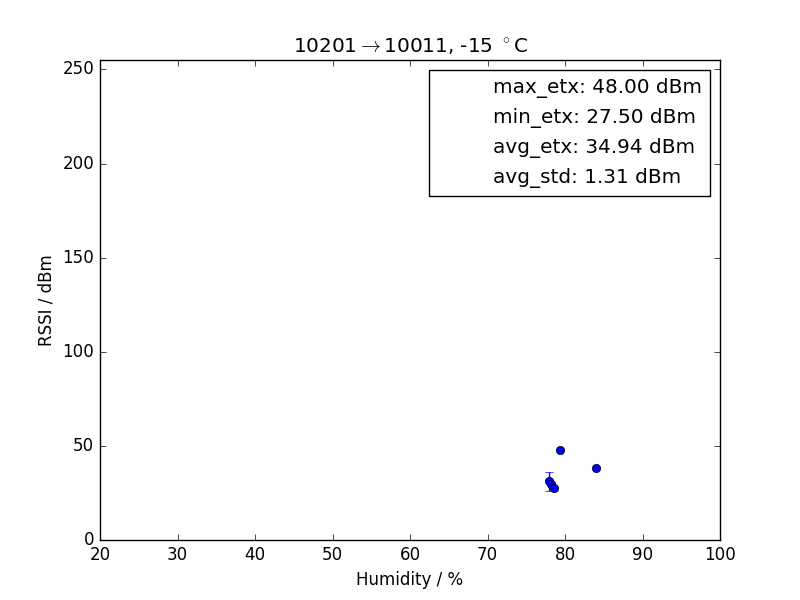 10201→10011, -15 °C
max_etx: 48.00 dBm
min_etx: 27.50 dBm
avg_etx: 34.94 dBm
avg_std: 1.31 dBm
RSSI / dBm
250
200
150
100
50
0
20 30 40 50 60 70 80 90 100
Humidity / %